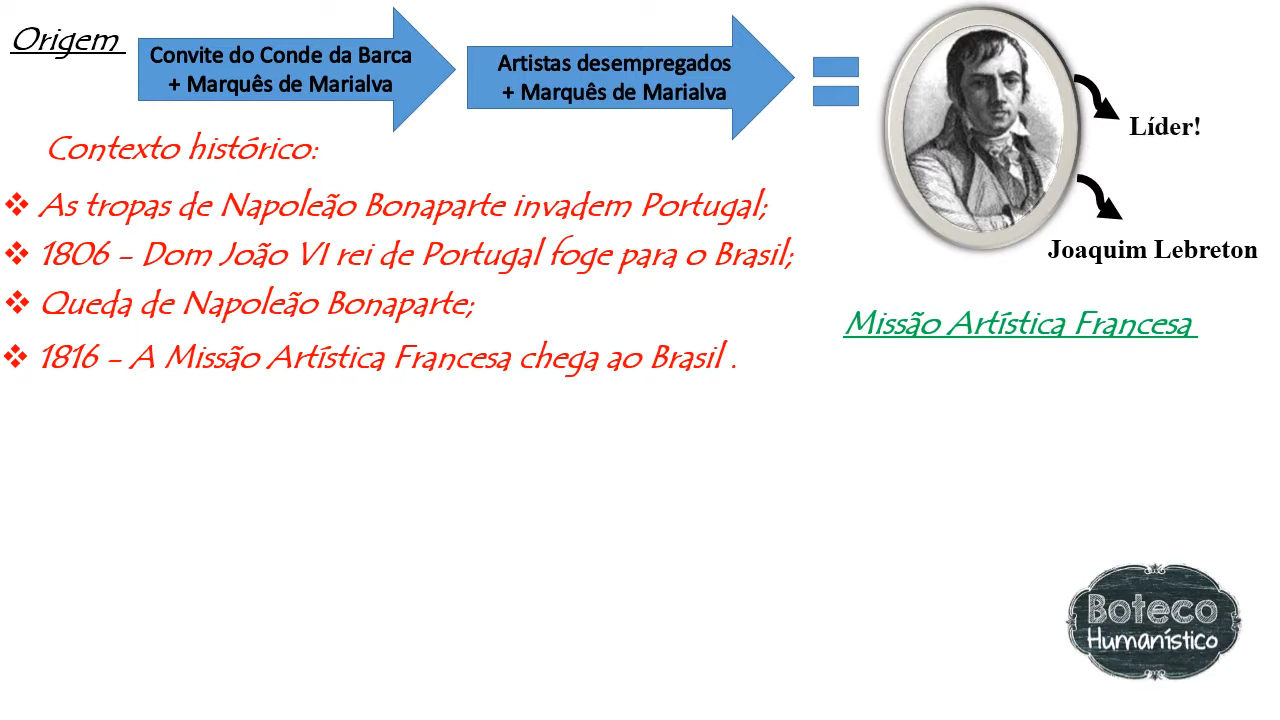 Origem
Convite do Conde da Barca
+ Marquês de Marialva
Artistas desempregados
+ Marquês de Marialva
Líder!
Joaquim Lebreton
Contexto histórico:
❖ As tropas de Napoleão Bonaparte invadem Portugal;
❖ 1806 – Dom João VI rei de Portugal foge para o Brasil;
❖ Queda de Napoleão Bonaparte;
❖ 1816 – A Missão Artística Francesa chega ao Brasil .
Missão Artística Francesa
Boteco
Humanístico